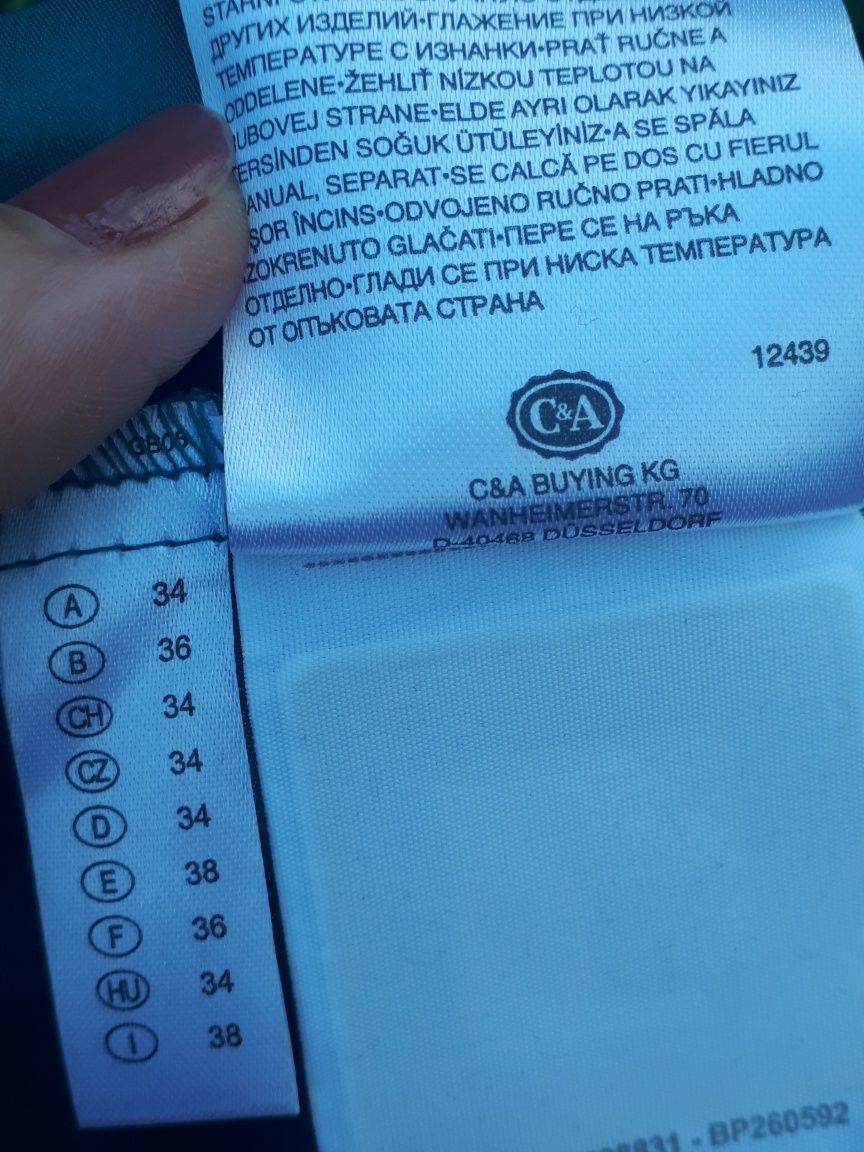 ДРУГИХ ИЗДЕЛИЙ•ГЛАЖЕНИЕ ПРИ НИЗКОЙ
ТЕМПЕРАТУРЕ С ИЗНАНКИ•PRAŤ RUČNE A
ODDELENE•ŽEHLIŤ NÍZKOU TEPLOTOU NA
RUBOVEJ STRANE•ELDE AYRI OLARAK YIKAYINIZ
TERSİNDEN SOĞUK ÜTÜLEYİNİZ•A SE SPĂLA
MANUAL, SEPARAT•SE CALCĂ PE DOS CU FIERUL
UŞOR ÎNCINS•ODVOJENO RUČNO PRATI•HLADNO
IZOKRENUTO GLAČATI•ПЕРЕ СЕ НА РЪКА
ОТДЕЛНО•ГЛАДИ СЕ ПРИ НИСКА ТЕМПЕРАТУРА
ОТ ОПЪКОВАТА СТРАНА
12439
C&A
C&A BUYING KG
WANHEIMERSTR. 70
D-40468 DÜSSELDORF
A 34
B 36
CH 34
CZ 34
D 34
E 38
F 36
HU 34
I 38
- BP260592